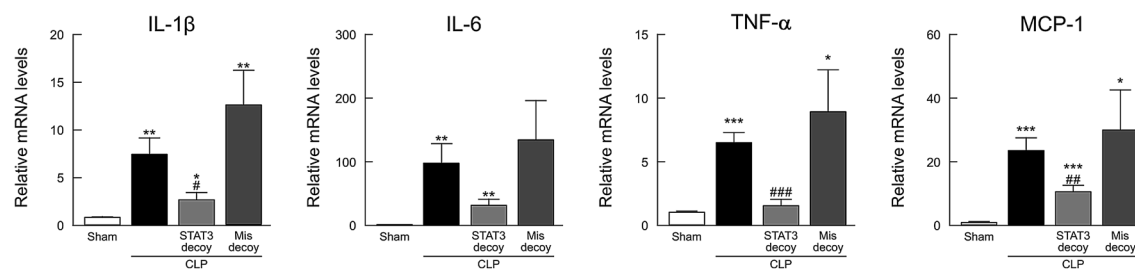 IL-1β
Relative mRNA levels
20
15
10
5
0
**
*
#
**
Sham
STAT3
decoy
Mis
decoy
CLP
IL-6
Relative mRNA levels
300
200
100
0
**
**
Sham
STAT3
decoy
Mis
decoy
CLP
TNF-α
Relative mRNA levels
15
10
5
0
***
###
*
Sham
STAT3
decoy
Mis
decoy
CLP
MCP-1
Relative mRNA levels
60
40
20
0
***
***
##
*
Sham
STAT3
decoy
Mis
decoy
CLP